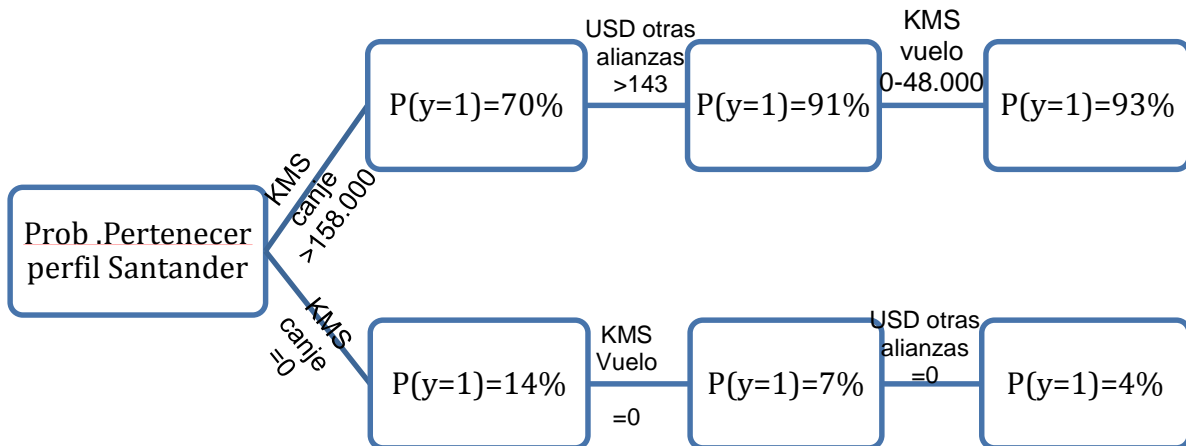 Prob .Pertenecer
perfil Santander
KMS
canje
>158.000
P(y=1)=70%
USD otras
alianzas
>143
P(y=1)=91%
KMS
vuelo
0-48.000
P(y=1)=93%
KMS
canje
=0
P(y=1)=14%
KMS
Vuelo
=0
P(y=1)=7%
USD otras
alianzas
=0
P(y=1)=4%